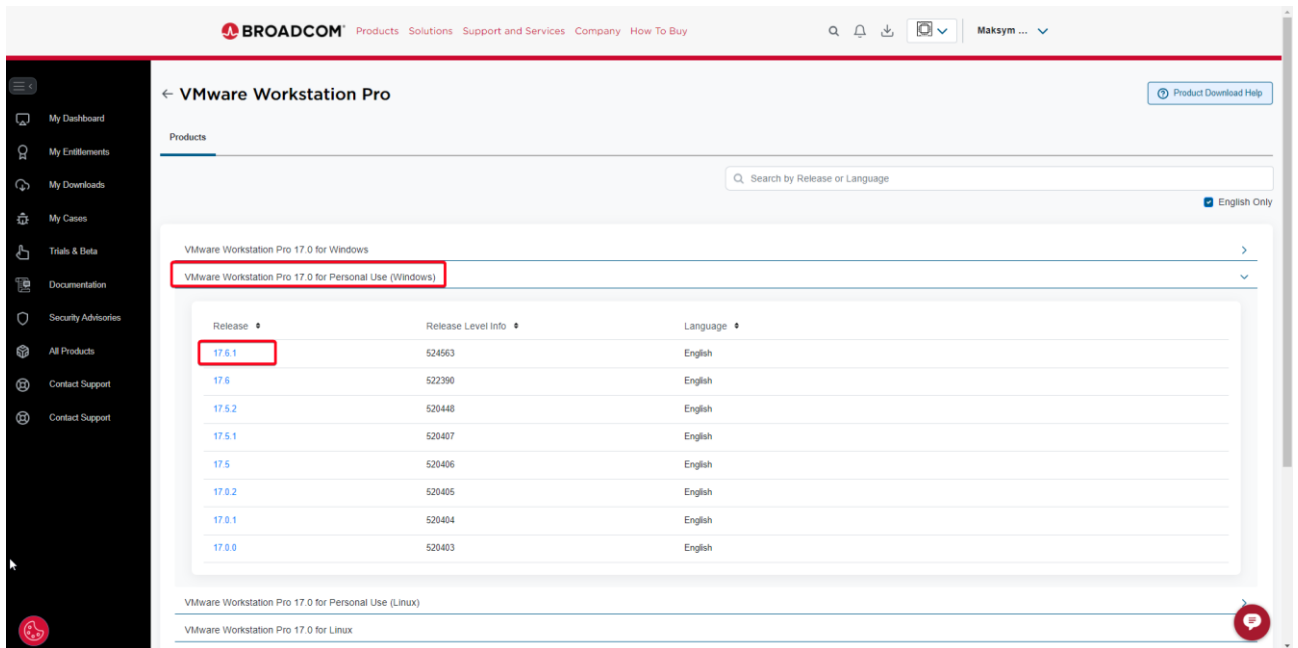 BROADCOM Products Solutions Support and Services Company How To Buy Maksym ...
VMware Workstation Pro
Product Download Help
My Dashboard
My Entitlements
My Downloads
My Cases
Trials & Beta
Documentation
Security Advisories
All Products
Contact Support
Contact Support
Products
Search by Release or Language
English Only
VMware Workstation Pro 17.0 for Windows
VMware Workstation Pro 17.0 for Personal Use (Windows)
Release Release Level Info Language
17.6.1 524563 English
17.6 522390 English
17.5.2 520448 English
17.5.1 520407 English
17.5 520406 English
17.0.2 520405 English
17.0.1 520404 English
17.0.0 520403 English
VMware Workstation Pro 17.0 for Personal Use (Linux)
VMware Workstation Pro 17.0 for Linux